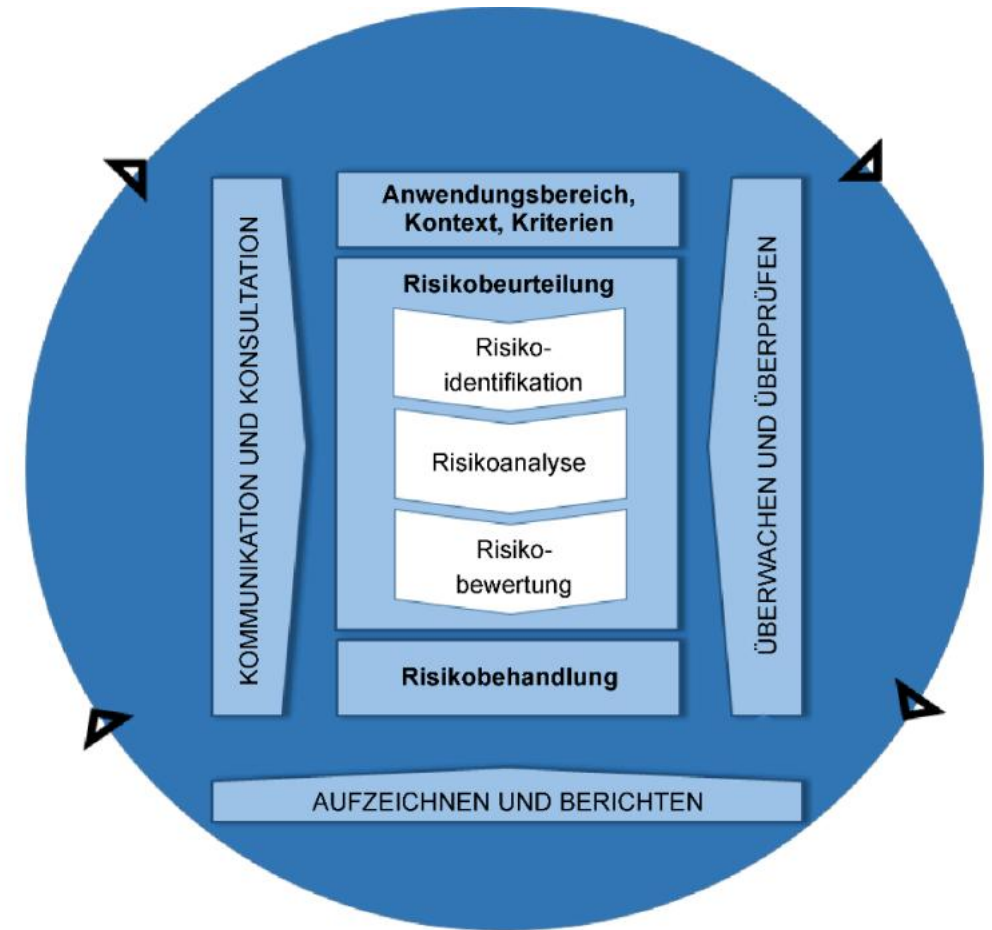 Anwendungsbereich,
Kontext, Kriterien
KOMMUNIKATION UND KONSULTATION
Risikobeurteilung
Risiko-
identifikation
Risikoanalyse
Risiko-
bewertung
ÜBERWACHEN UND ÜBERPRÜFEN
Risikobehandlung
AUFZEICHNEN UND BERICHTEN